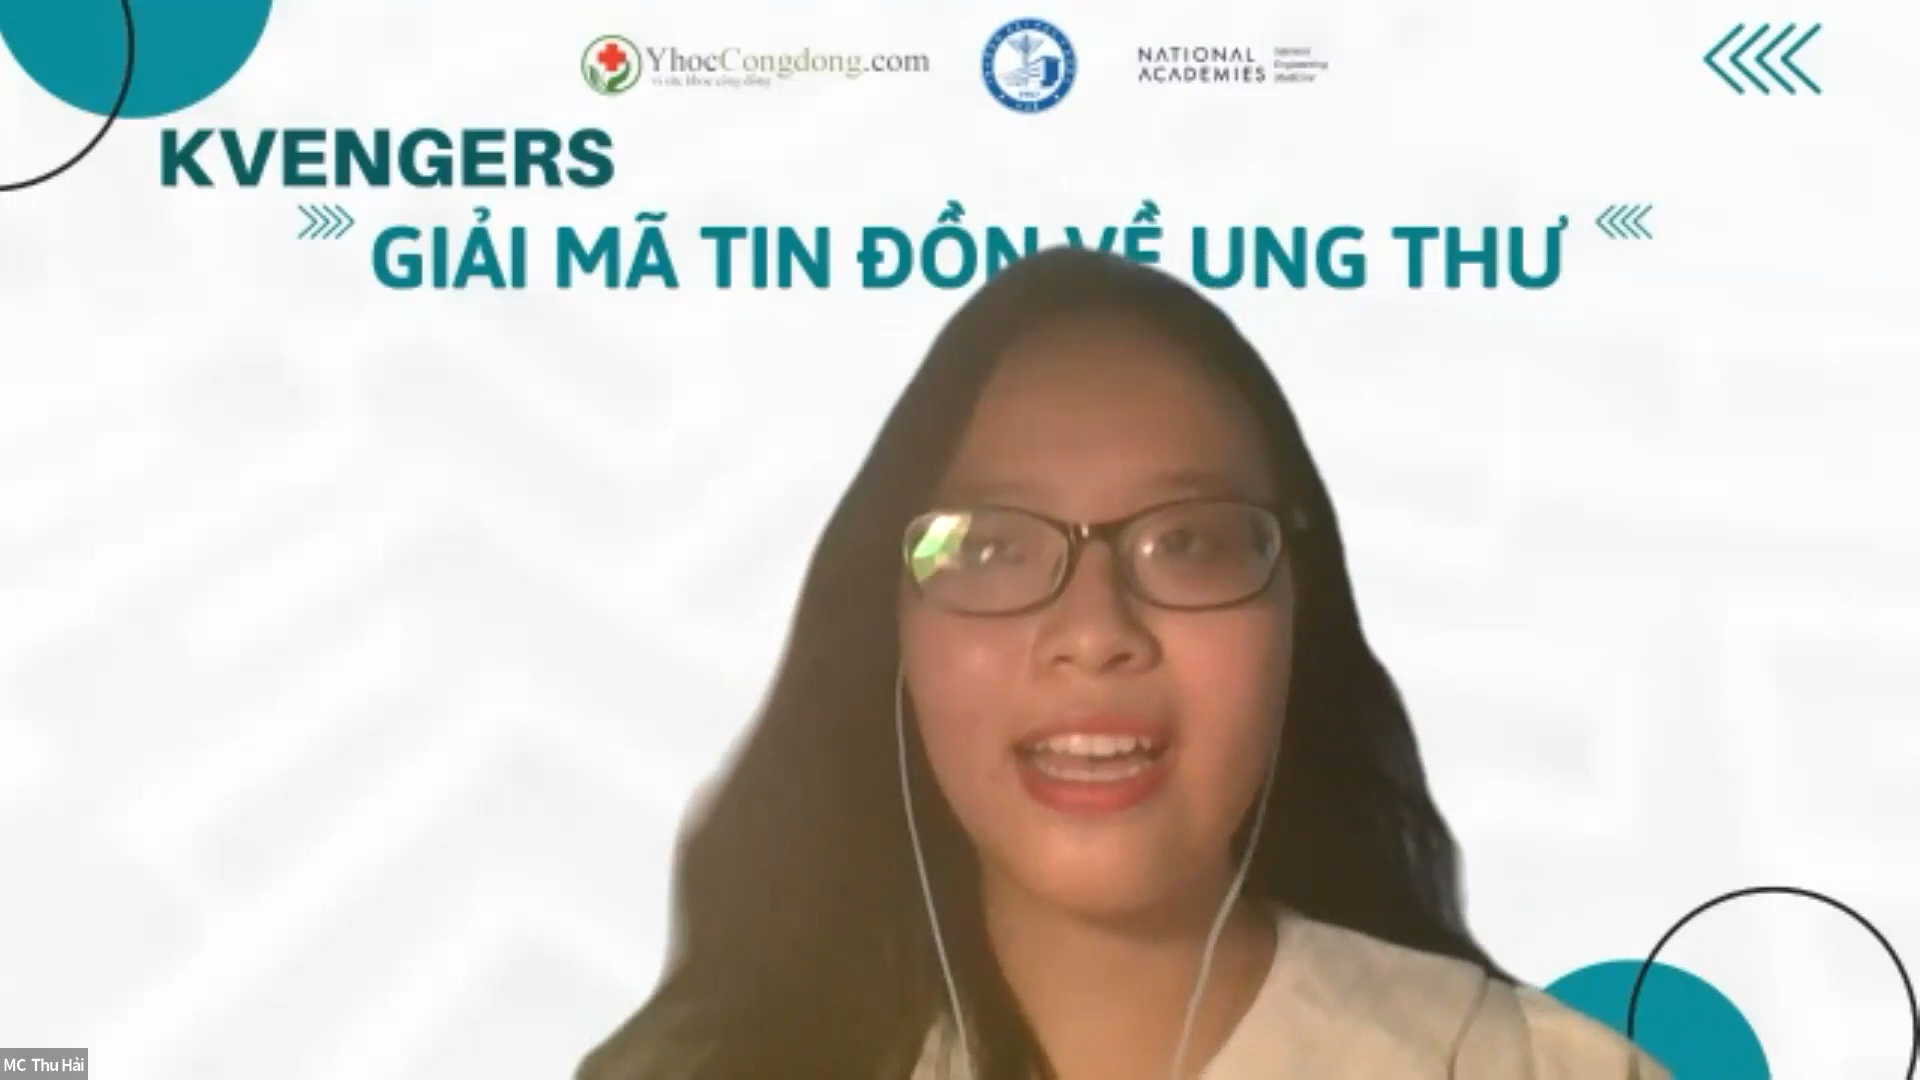 YhocCongdong.com
NATIONAL
ACADEMIES
KVENGERS
GIẢI MÃ TIN ĐỒN VỀ UNG THƯ
MC Thu Hải